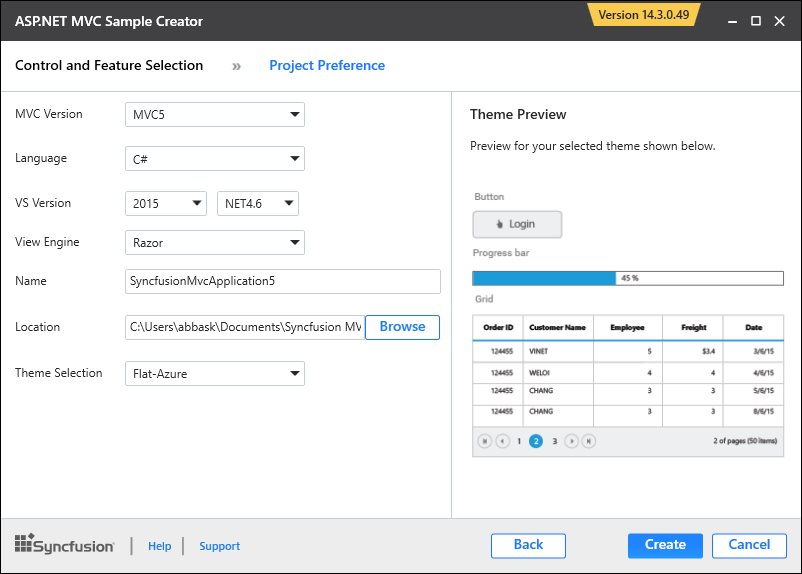 ASP.NET MVC Sample Creator
Version 14.3.0.49
Control and Feature Selection » Project Preference
MVC Version MVC5
Language C#
VS Version 2015 NET4.6
View Engine Razor
Name SyncfusionMvcApplication5
Location C:\Users\abbask\Documents\Syncfusion MV Browse
Theme Selection Flat-Azure
Theme Preview
Preview for your selected theme shown below.
Button
Login
Progress bar
45 %
Grid
Order ID Customer Name Employee Freight Date
124455 VINET 5 $3.4 3/6/15
124455 WELOI 4 4 4/6/15
124455 CHANG 3 3 5/6/15
124455 CHANG 3 3 8/6/15
1 2 3 2 of pages (50 items)
Syncfusion | Help | Support
Back Create Cancel